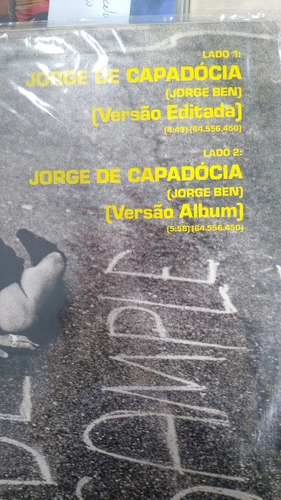 LADO 1:
JORGE DE CAPADÓCIA
(JORGE BEN)
(Versão Editada)
(4:49) (64.556.450)
LADO 2:
JORGE DE CAPADÓCIA
(JORGE BEN)
(Versão Album)
(5:58) (64.556.450)